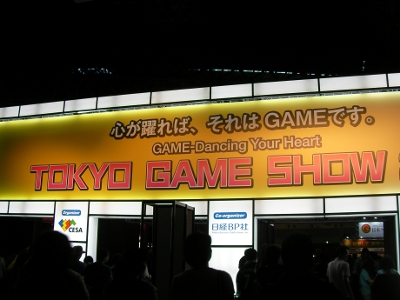 心が躍れば、それはGAMEです。
GAME-Dancing Your Heart
TOKYO GAME SHOW
Organizer
CESA
Co-organizer
日経BP社